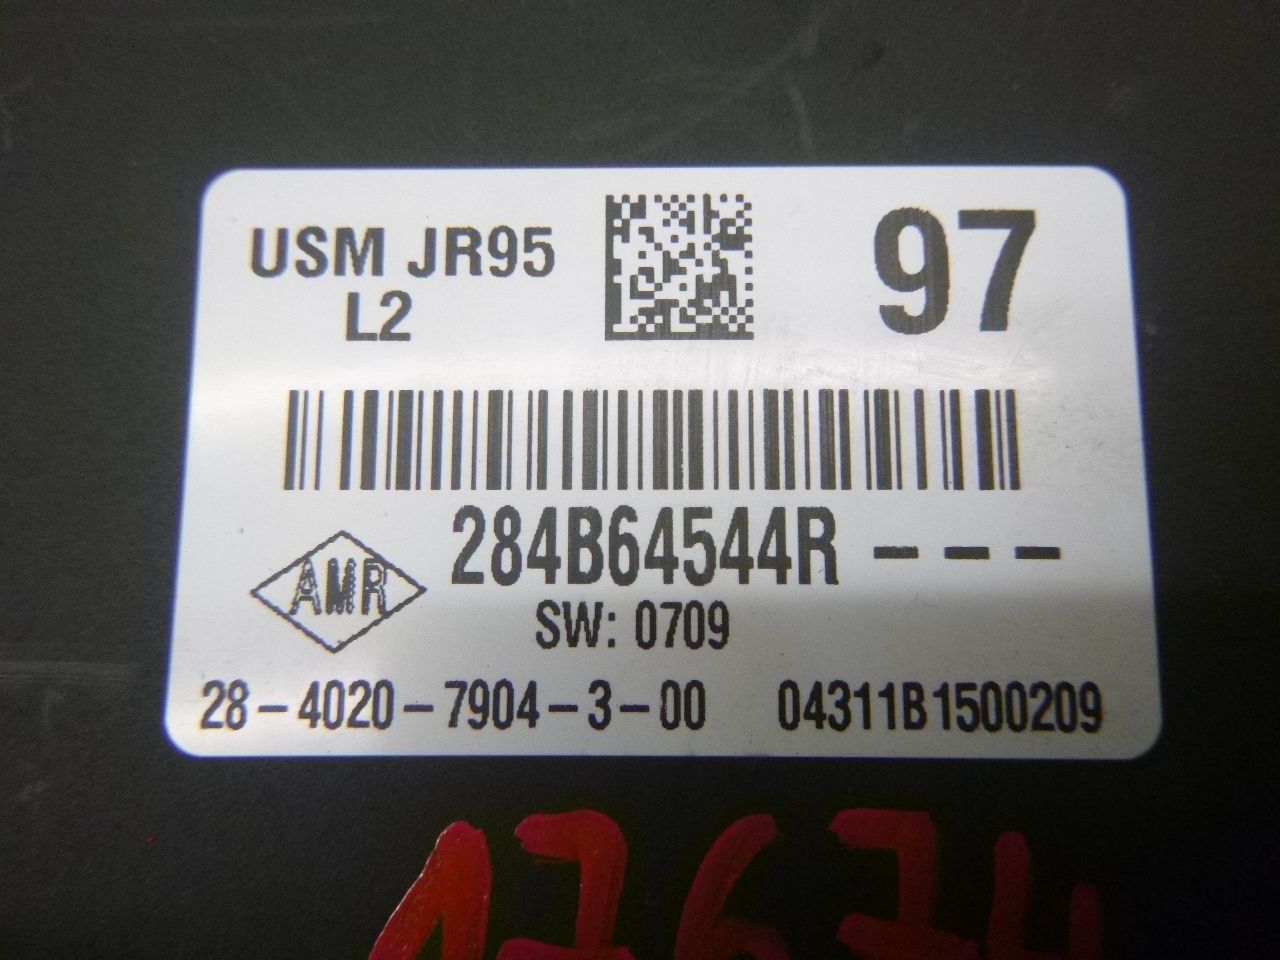 USM JR95
L2
97
284B64544R ---
AMR
SW: 0709
28-4020-7904-3-00 04311B1500209